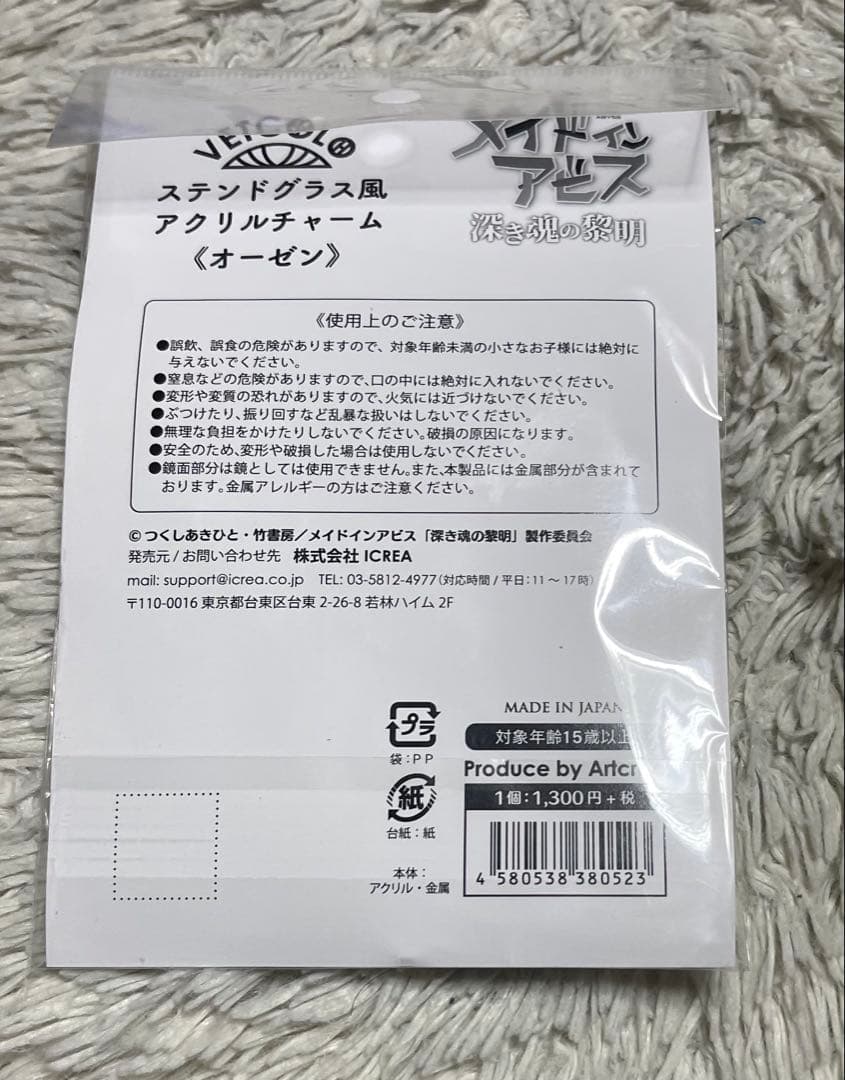 VETCOLO
ステンドグラス風
アクリルチャーム
《オーゼン》
メイドイン
アビス
深き魂の黎明
《使用上のご注意》
●誤飲、誤食の危険がありますので、対象年齢未満の小さなお子様には絶対に
与えないでください。
●窒息などの危険がありますので、口の中には絶対に入れないでください。
●変形や変質の恐れがありますので、火気には近づけないでください。
●ぶつけたり、振り回すなど乱暴な扱いはしないでください。
●無理な負担をかけたりしないでください。破損の原因になります。
●安全のため、変形や破損した場合は使用しないでください。
●鏡面部分は鏡としては使用できません。また、本製品には金属部分が含まれて
おります。金属アレルギーの方はご注意ください。
©つくしあきひと・竹書房／メイドインアビス「深き魂の黎明」製作委員会
発売元 / お問い合わせ先 株式会社 ICREA
mail: support@icrea.co.jp TEL: 03-5812-4977（対応時間 / 平日：11～17時）
〒110-0016 東京都台東区台東 2-26-8 若林ハイム 2F
MADE IN JAPAN
プラ
対象年齢15歳以上
袋：PP
Produce by Artcr
紙
1個：1,300円＋税
台紙：紙
本体：
アクリル・金属
4 580538 380523